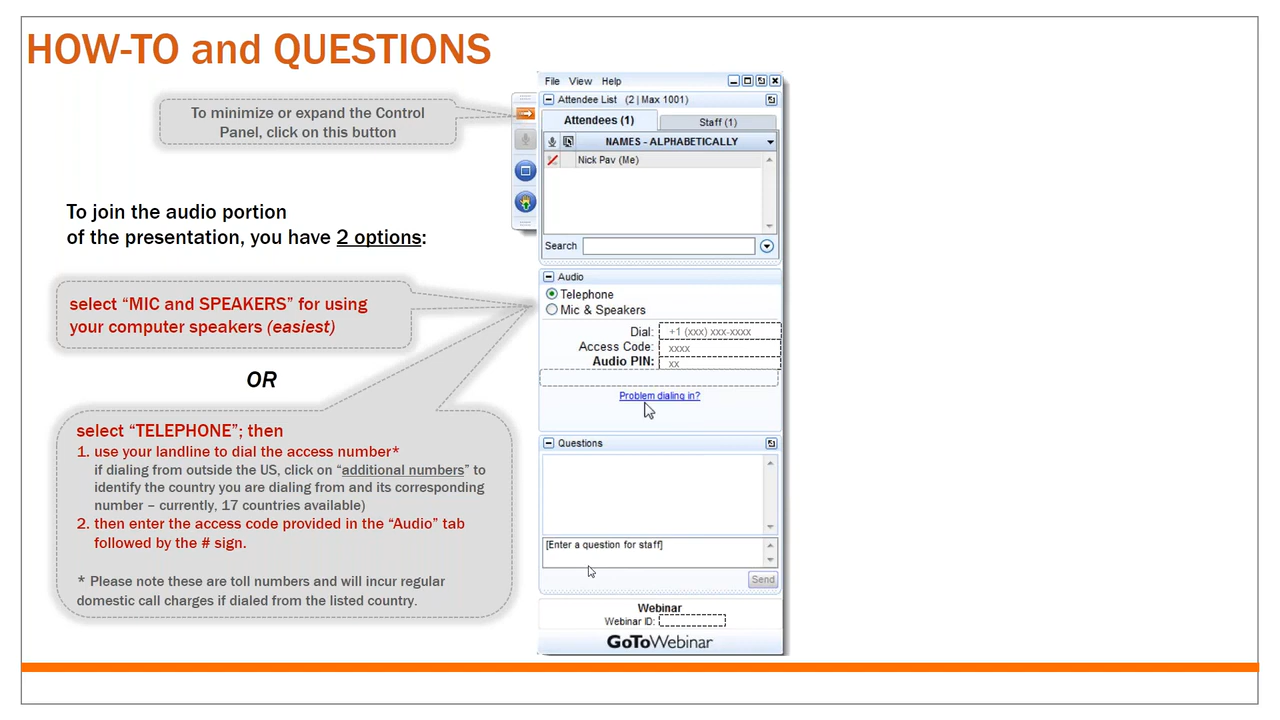 HOW-TO and QUESTIONS
To minimize or expand the Control
Panel, click on this button
To join the audio portion
of the presentation, you have 2 options:
select “MIC and SPEAKERS” for using
your computer speakers (easiest)
OR
select “TELEPHONE”; then
1. use your landline to dial the access number*
if dialing from outside the US, click on “additional numbers” to
identify the country you are dialing from and its corresponding
number – currently, 17 countries available)
2. then enter the access code provided in the “Audio” tab
followed by the # sign.
* Please note these are toll numbers and will incur regular
domestic call charges if dialed from the listed country.
File View Help
Attendee List (2 | Max 1001)
Attendees (1) Staff (1)
NAMES - ALPHABETICALLY
Nick Pav (Me)
Search
Audio
Telephone
Mic & Speakers
Dial: +1 (xxx) xxx-xxxx
Access Code: xxxx
Audio PIN: xx
Problem dialing in?
Questions
[Enter a question for staff]
Send
Webinar
Webinar ID:
GoToWebinar